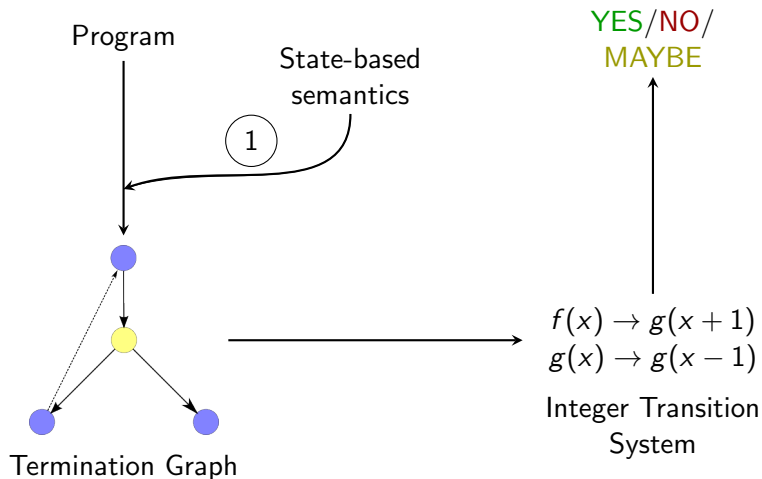 Program
State-based
semantics
1
YES/NO/
MAYBE
f(x) → g(x + 1)
g(x) → g(x − 1)
Integer Transition
System
Termination Graph